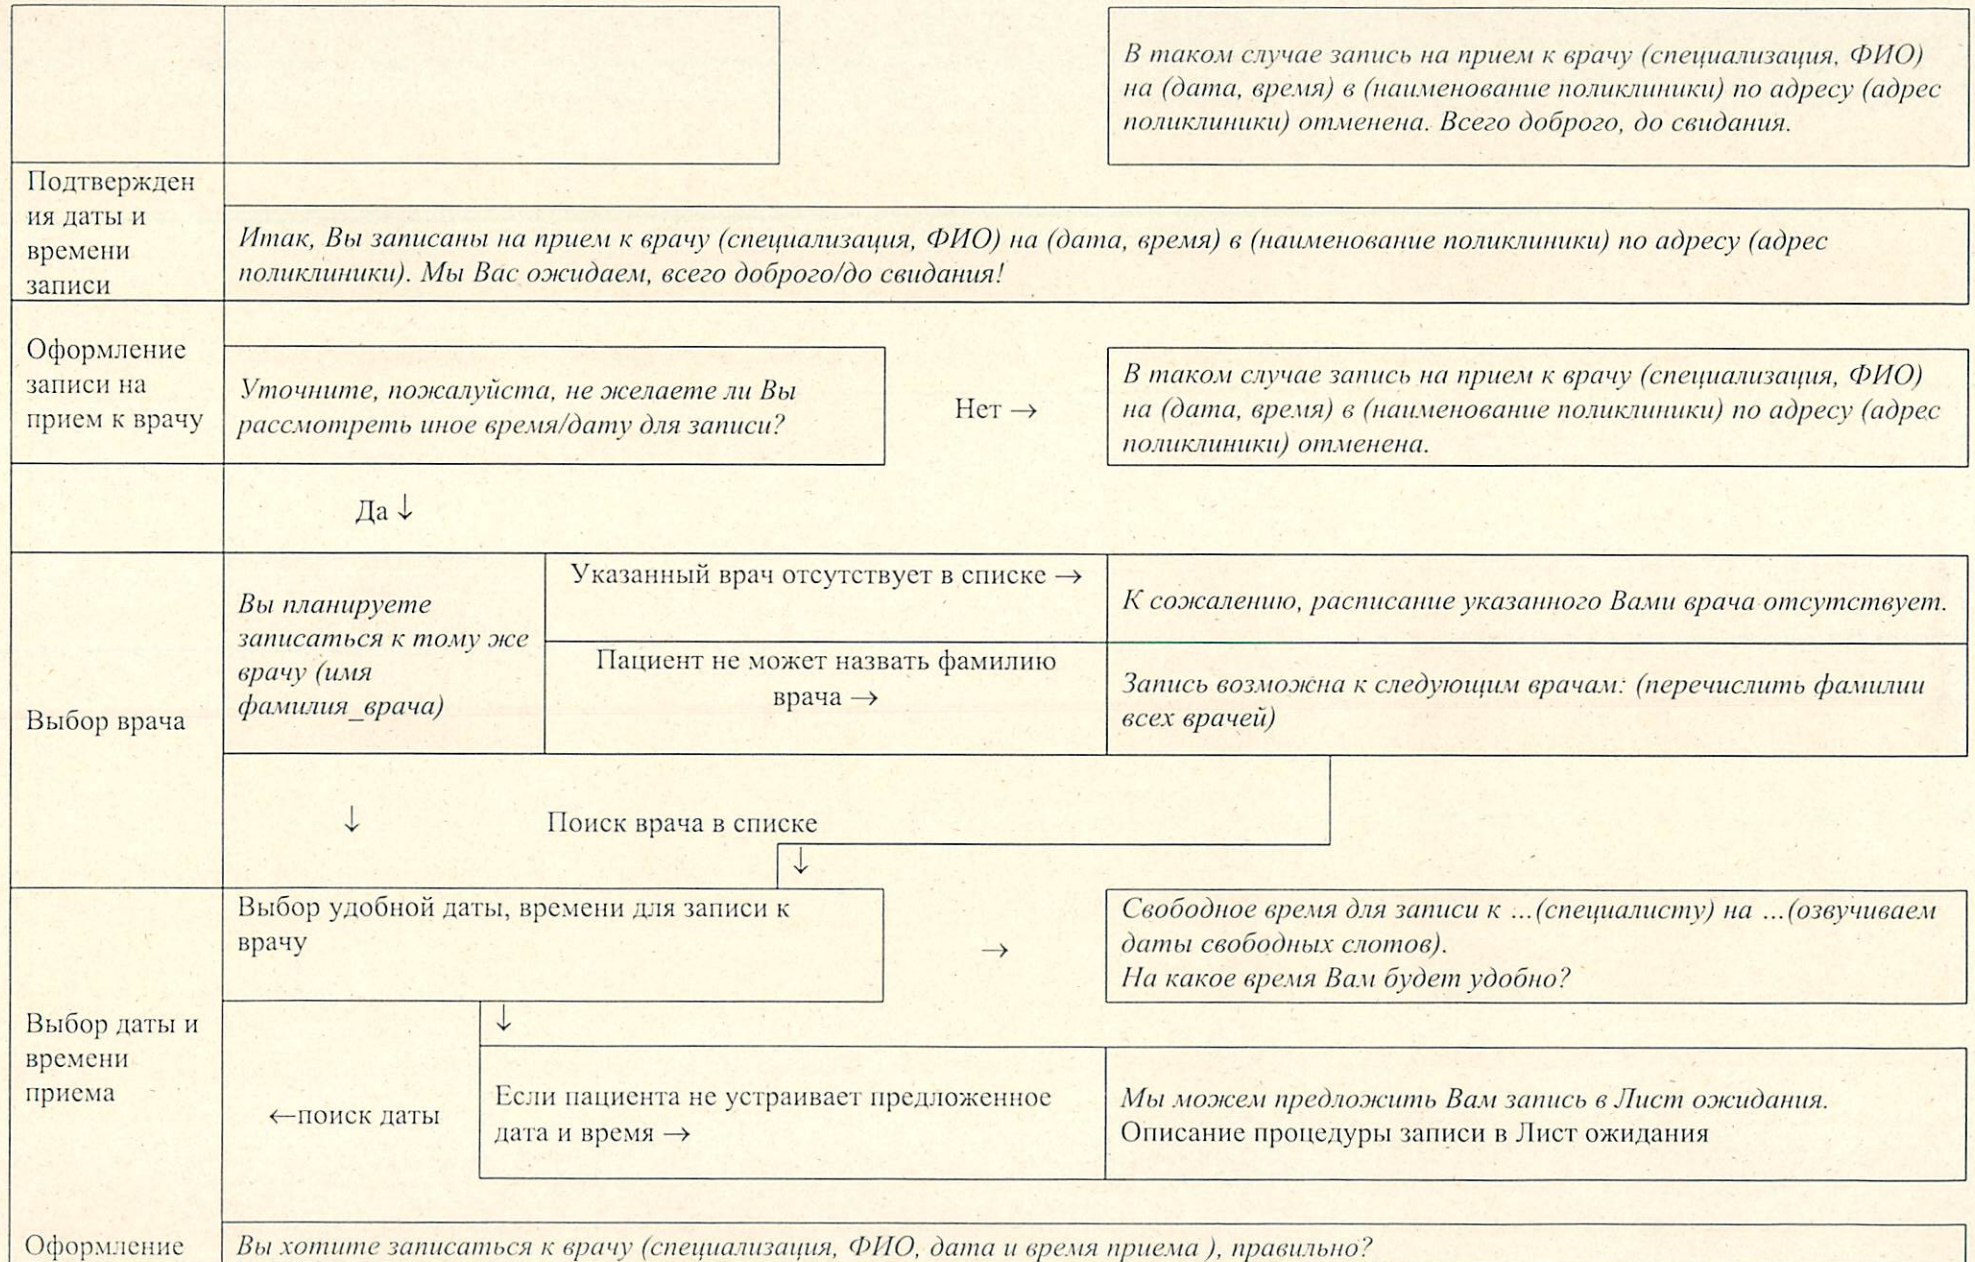 В таком случае запись на прием к врачу (специализация, ФИО)
на (дата, время) в (наименование поликлиники) по адресу (адрес
поликлиники) отменена. Всего доброго, до свидания.
Подтвержден
ия даты и
времени
записи
Итак, Вы записаны на прием к врачу (специализация, ФИО) на (дата, время) в (наименование поликлиники) по адресу (адрес
поликлиники). Мы Вас ожидаем, всего доброго/до свидания!
Оформление
записи на
прием к врачу
Уточните, пожалуйста, не желаете ли Вы
рассмотреть иное время/дату для записи?
Нет →
В таком случае запись на прием к врачу (специализация, ФИО)
на (дата, время) в (наименование поликлиники) по адресу (адрес
поликлиники) отменена.
Да ↓
Выбор врача
Вы планируете
записаться к тому же
врачу (имя
фамилия_врача)
Указанный врач отсутствует в списке →
К сожалению, расписание указанного Вами врача отсутствует.
Пациент не может назвать фамилию
врача →
Запись возможна к следующим врачам: (перечислить фамилии
всех врачей)
↓
Поиск врача в списке
↓
Выбор даты и
времени
приема
Выбор удобной даты, времени для записи к
врачу
→
Свободное время для записи к ...(специалисту) на ...(озвучиваем
даты свободных слотов).
На какое время Вам будет удобно?
↓
←поиск даты
Если пациента не устраивает предложенное
дата и время →
Мы можем предложить Вам запись в Лист ожидания.
Описание процедуры записи в Лист ожидания
Оформление
Вы хотите записаться к врачу (специализация, ФИО, дата и время приема ), правильно?